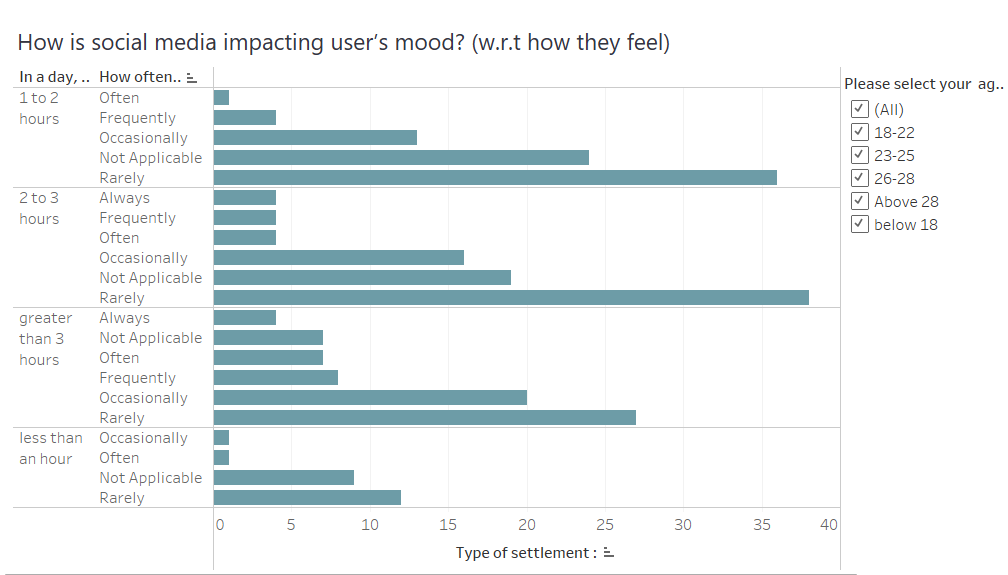 How is social media impacting user's mood? (w.r.t how they feel)
In a day, .. How often..
Please select your ag..
(All)
18-22
23-25
26-28
Above 28
below 18
1 to 2 hours
Often
Frequently
Occasionally
Not Applicable
Rarely
2 to 3 hours
Always
Frequently
Often
Occasionally
Not Applicable
Rarely
greater than 3 hours
Always
Not Applicable
Often
Frequently
Occasionally
Rarely
less than an hour
Occasionally
Often
Not Applicable
Rarely
0 5 10 15 20 25 30 35 40
Type of settlement :